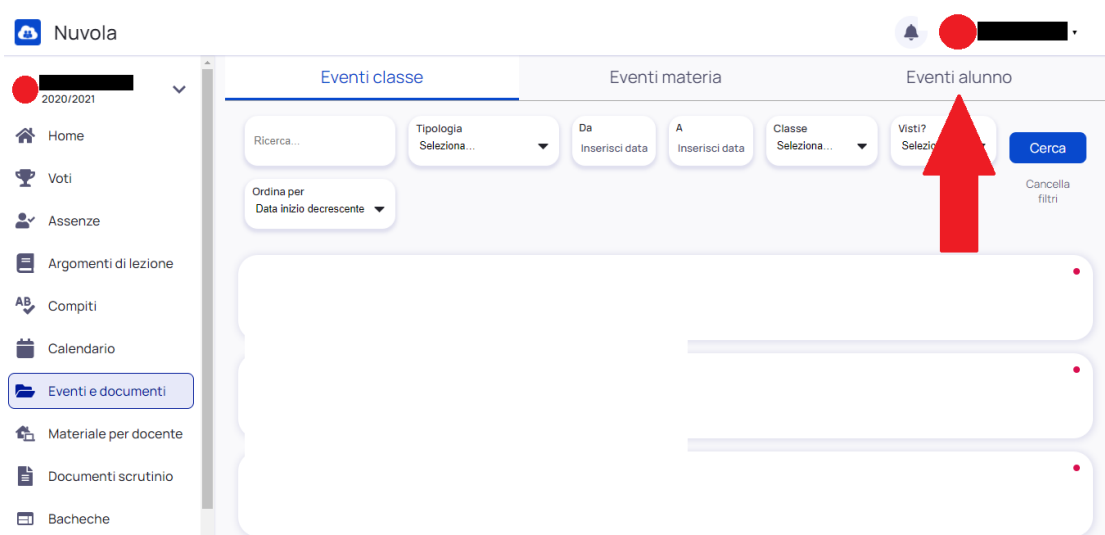 Nuvola
2020/2021
Home
Voti
Assenze
Argomenti di lezione
AB
Compiti
Calendario
Eventi e documenti
Materiale per docente
Documenti scrutinio
Bacheche
Eventi classe
Eventi materia
Eventi alunno
Ricerca...
Tipologia
Seleziona...
Da
Inserisci data
A
Inserisci data
Classe
Seleziona...
Visti?
Cerca
Ordina per
Data inizio decrescente
Cancella
filtri